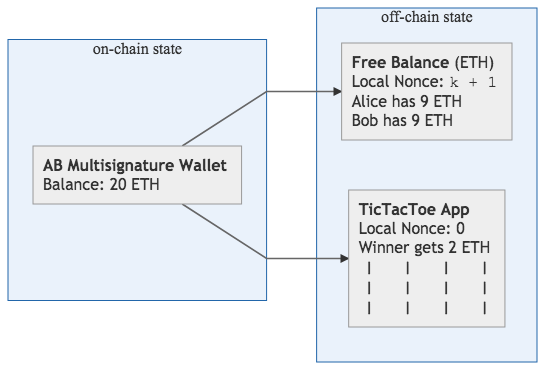 on-chain state
AB Multisignature Wallet
Balance: 20 ETH
off-chain state
Free Balance (ETH)
Local Nonce: k + 1
Alice has 9 ETH
Bob has 9 ETH
TicTacToe App
Local Nonce: 0
Winner gets 2 ETH
| | | |
| | | |
| | | |